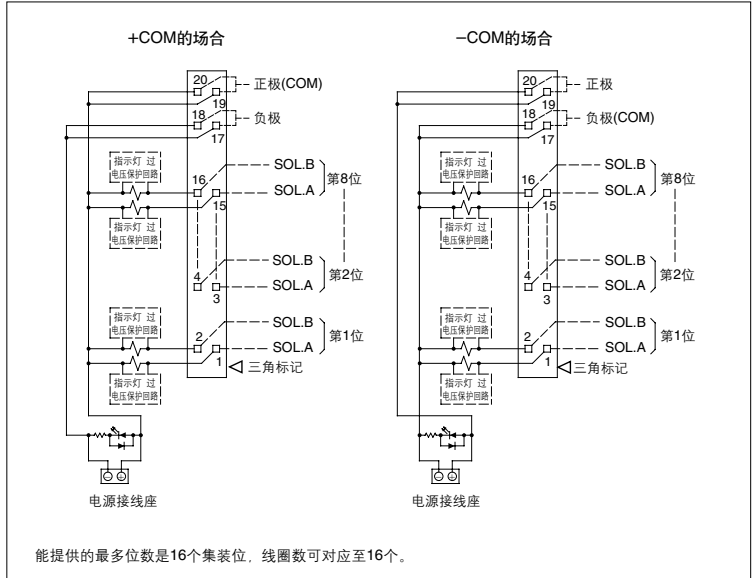 +COM的场合
20
正极(COM)
19
18
负极
17
指示灯 过
电压保护回路
16
SOL.B
第8位
SOL.A
15
指示灯 过
电压保护回路
4
SOL.B
第2位
SOL.A
3
指示灯 过
电压保护回路
2
SOL.B
第1位
SOL.A
1
三角标记
指示灯 过
电压保护回路
电源接线座
−COM的场合
20
正极
19
18
负极(COM)
17
指示灯 过
电压保护回路
16
SOL.B
第8位
SOL.A
15
指示灯 过
电压保护回路
4
SOL.B
第2位
SOL.A
3
指示灯 过
电压保护回路
2
SOL.B
第1位
SOL.A
1
三角标记
指示灯 过
电压保护回路
电源接线座
能提供的最多位数是16个集装位，线圈数可对应至16个。